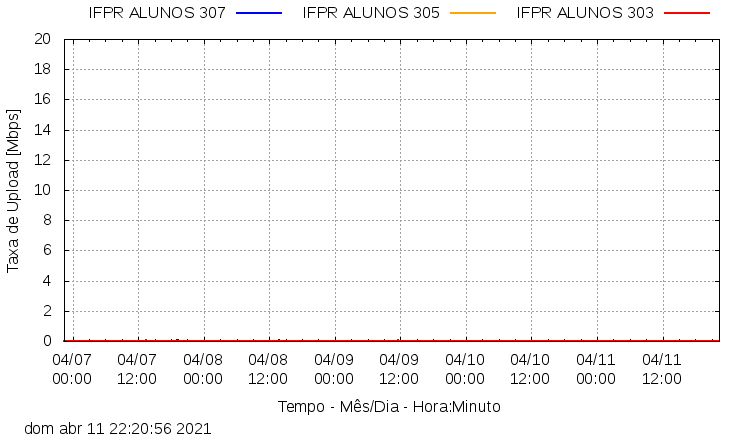 IFPR ALUNOS 307 IFPR ALUNOS 305 IFPR ALUNOS 303
20
18
16
14
12
10
8
6
4
2
0
Taxa de Upload [Mbps]
04/07 04/07 04/08 04/08 04/09 04/09 04/10 04/10 04/11 04/11
00:00 12:00 00:00 12:00 00:00 12:00 00:00 12:00 00:00 12:00
Tempo - Mês/Dia - Hora:Minuto
dom abr 11 22:20:56 2021